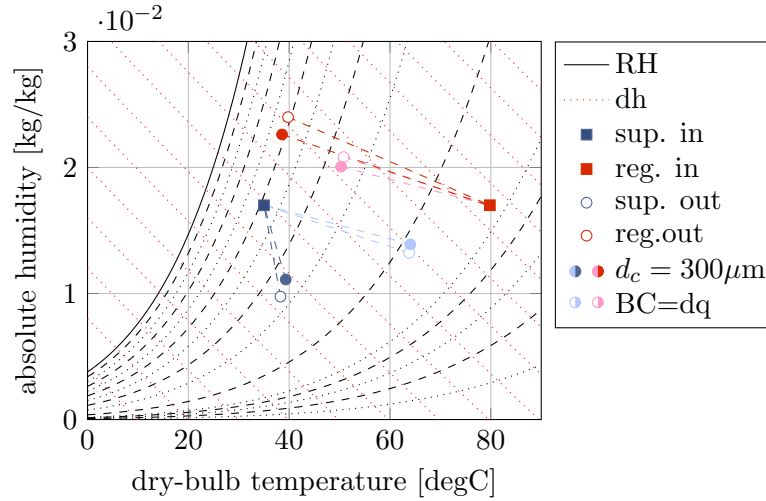 ·10⁻²
3
2
1
0
0 20 40 60 80
absolute humidity [kg/kg]
dry-bulb temperature [degC]
RH
dh
sup. in
reg. in
sup. out
reg.out
d_c = 300μm
BC=dq